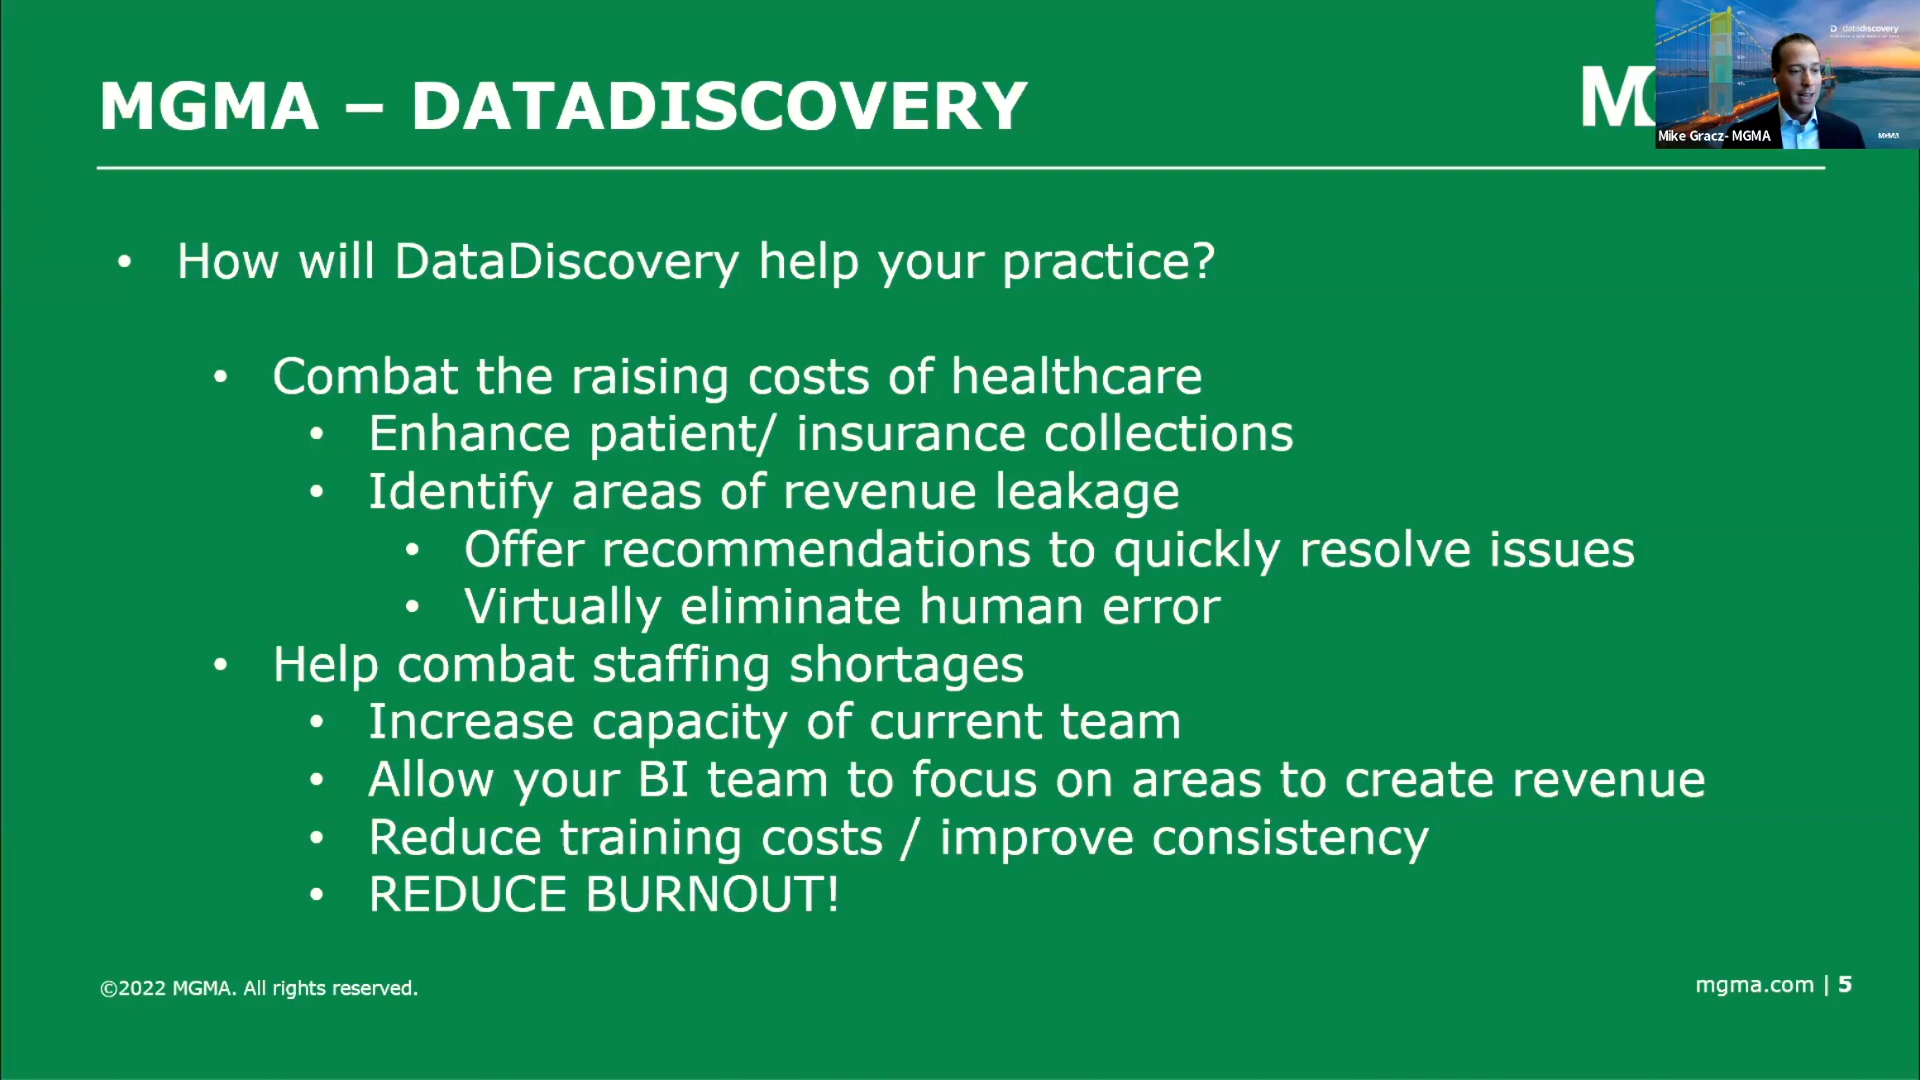 MGMA – DATADISCOVERY
M
datadiscovery
Mike Gracz- MGMA
MGMA
• How will DataDiscovery help your practice?
• Combat the raising costs of healthcare
• Enhance patient/ insurance collections
• Identify areas of revenue leakage
• Offer recommendations to quickly resolve issues
• Virtually eliminate human error
• Help combat staffing shortages
• Increase capacity of current team
• Allow your BI team to focus on areas to create revenue
• Reduce training costs / improve consistency
• REDUCE BURNOUT!
©2022 MGMA. All rights reserved.
mgma.com | 5